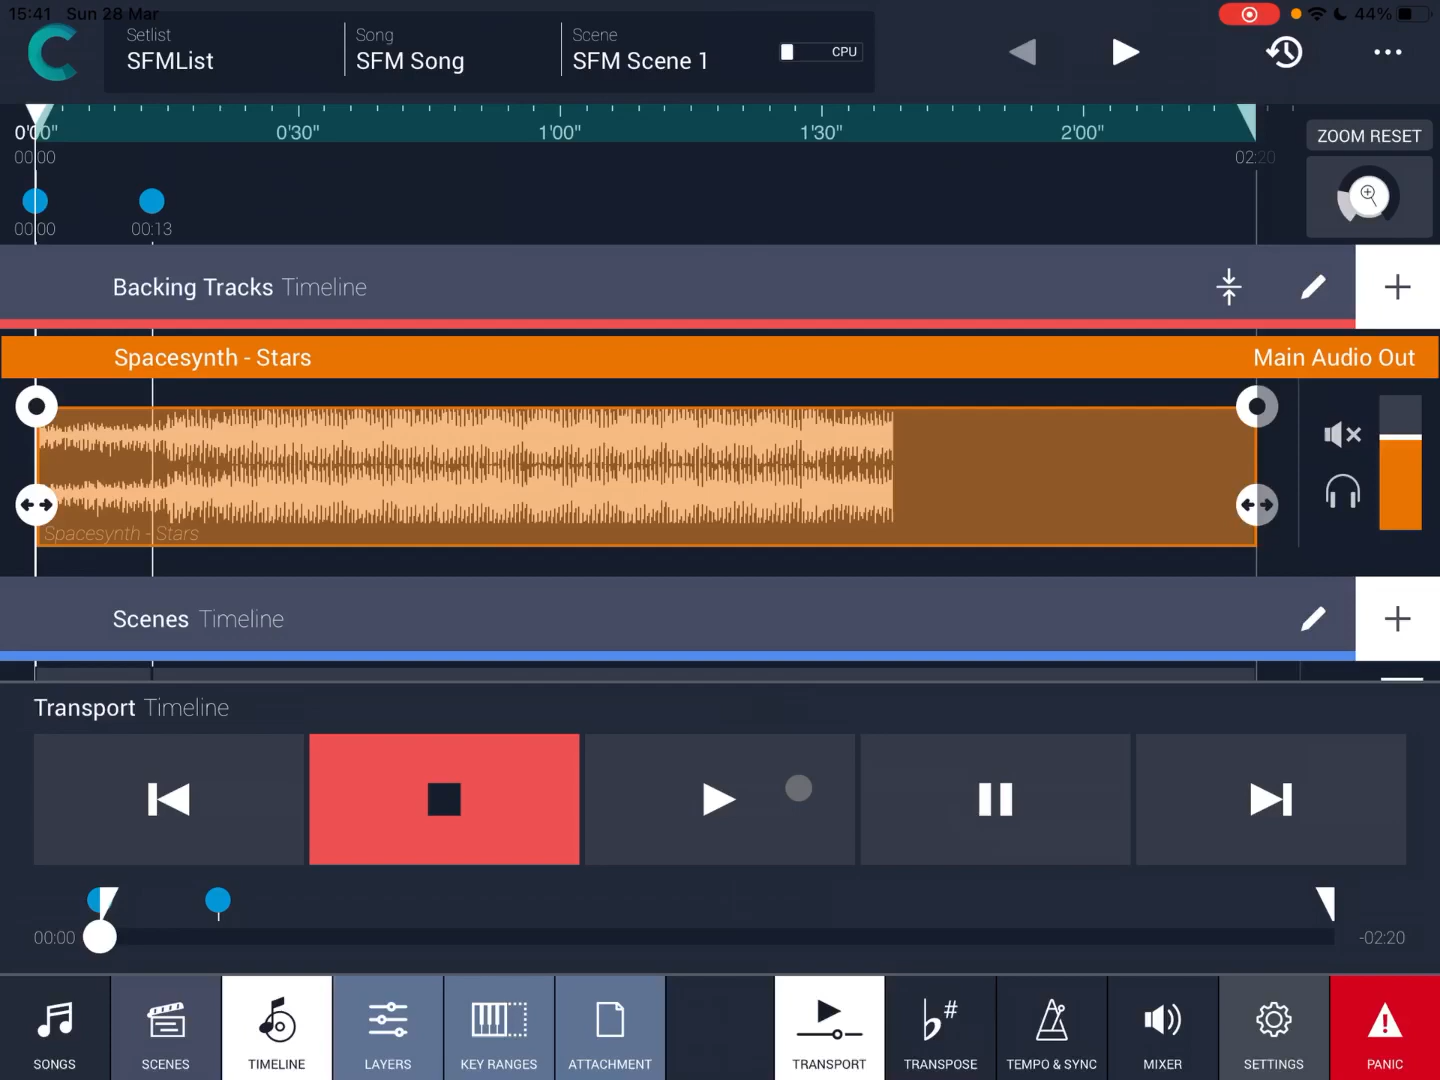 15:41 Sun 28 Mar
44%
Setlist
SFMList
Song
SFM Song
Scene
SFM Scene 1
CPU
0'00"
0'30"
1'00"
1'30"
2'00"
ZOOM RESET
00:00
02:20
00:00
00:13
Backing Tracks Timeline
Spacesynth - Stars
Main Audio Out
Spacesynth - Stars
Scenes Timeline
Transport Timeline
00:00
-02:20
SONGS
SCENES
TIMELINE
LAYERS
KEY RANGES
ATTACHMENT
TRANSPORT
TRANSPOSE
TEMPO & SYNC
MIXER
SETTINGS
PANIC